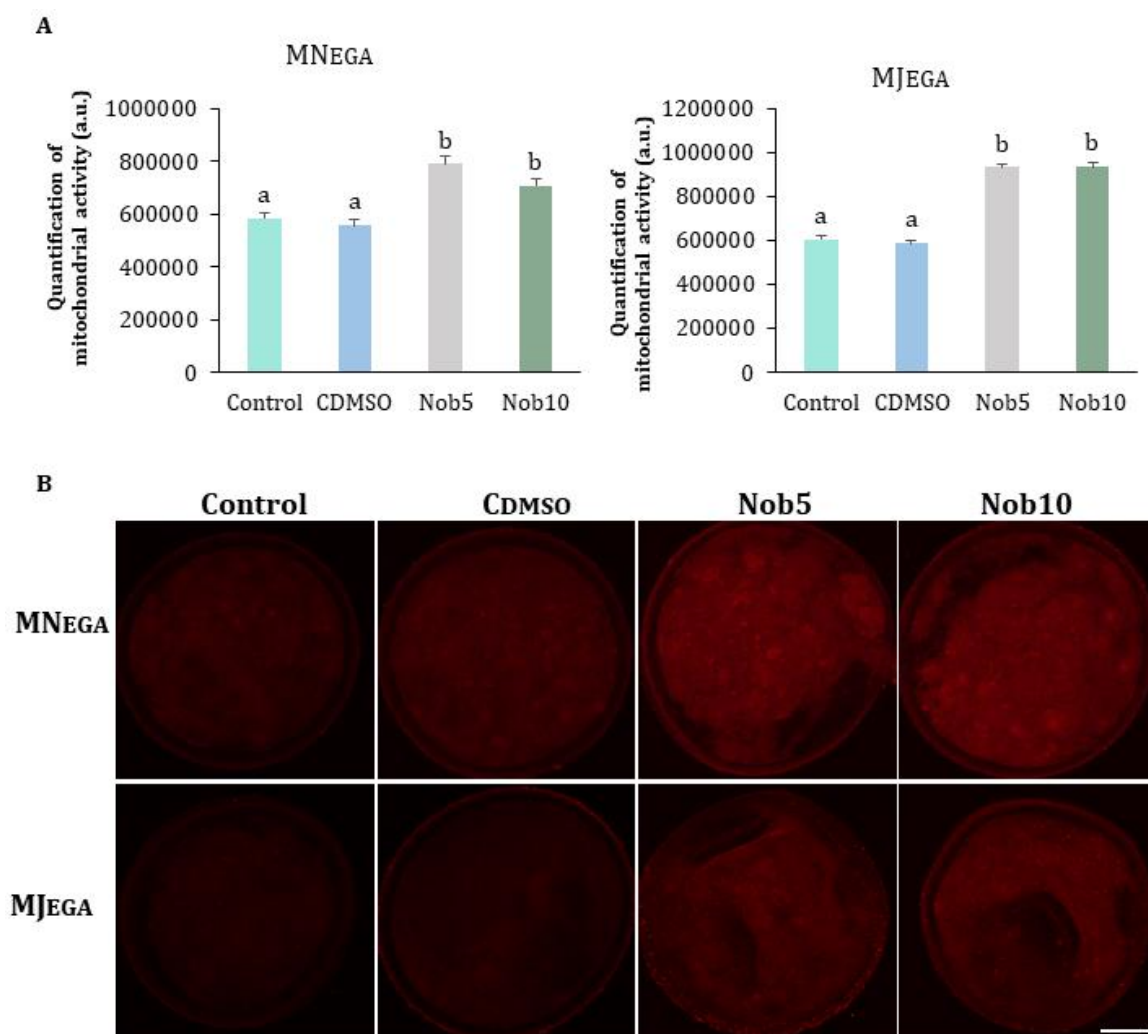 A
MNEGA
Quantification of
mitochondrial activity (a.u.)
1000000
800000
600000
400000
200000
0
a
a
b
b
Control CDMSO Nob5 Nob10
MJEGA
Quantification of
mitochondrial activity (a.u.)
1200000
1000000
800000
600000
400000
200000
0
a
a
b
b
Control CDMSO Nob5 Nob10
B
Control CDMSO Nob5 Nob10
MNEGA
MJEGA